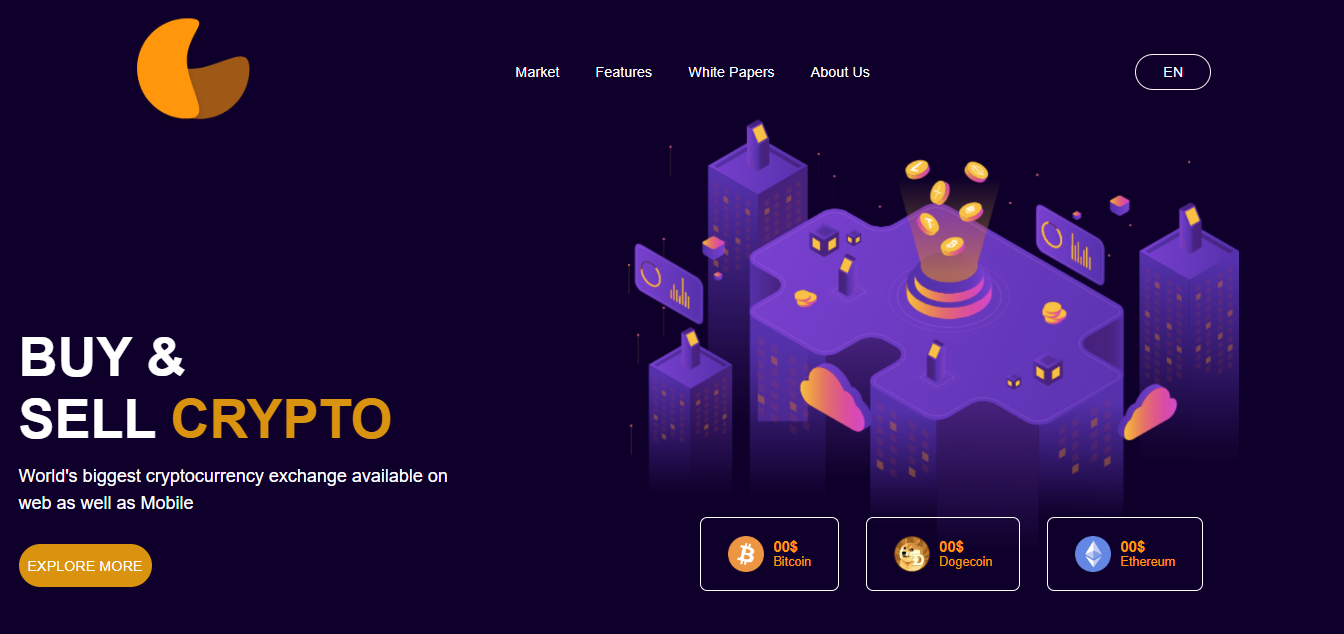 Market
Features
White Papers
About Us
EN
BUY &
SELL CRYPTO
World's biggest cryptocurrency exchange available on
web as well as Mobile
EXPLORE MORE
00$
Bitcoin
00$
Dogecoin
00$
Ethereum